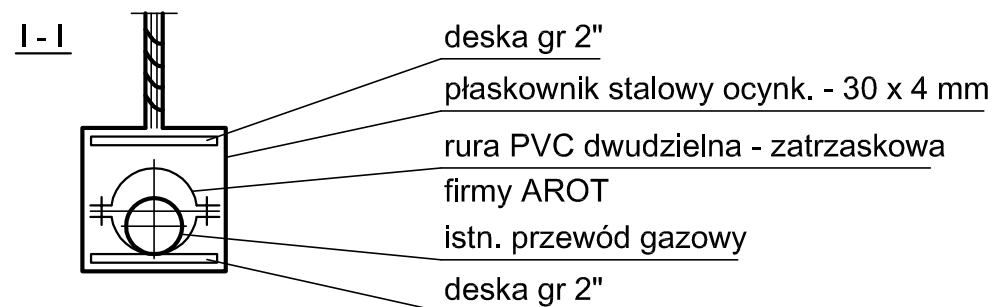 I - I
deska gr 2"
płaskownik stalowy ocynk. - 30 x 4 mm
rura PVC dwudzielna - zatrzaskowa
firmy AROT
istn. przewód gazowy
deska gr 2"